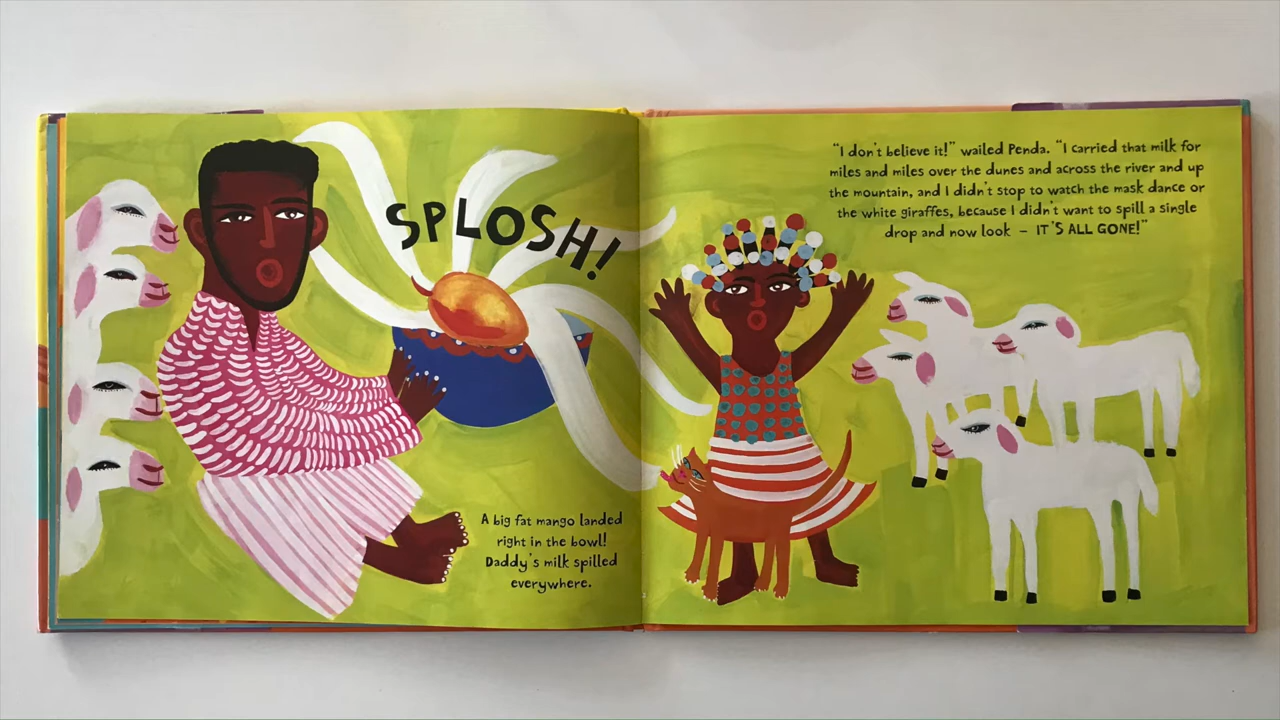 SPLOSH!
A big fat mango landed
right in the bowl!
Daddy's milk spilled
everywhere.
"I don't believe it!" wailed Penda. "I carried that milk for
miles and miles over the dunes and across the river and up
the mountain, and I didn't stop to watch the mask dance or
the white giraffes, because I didn't want to spill a single
drop and now look – IT'S ALL GONE!"